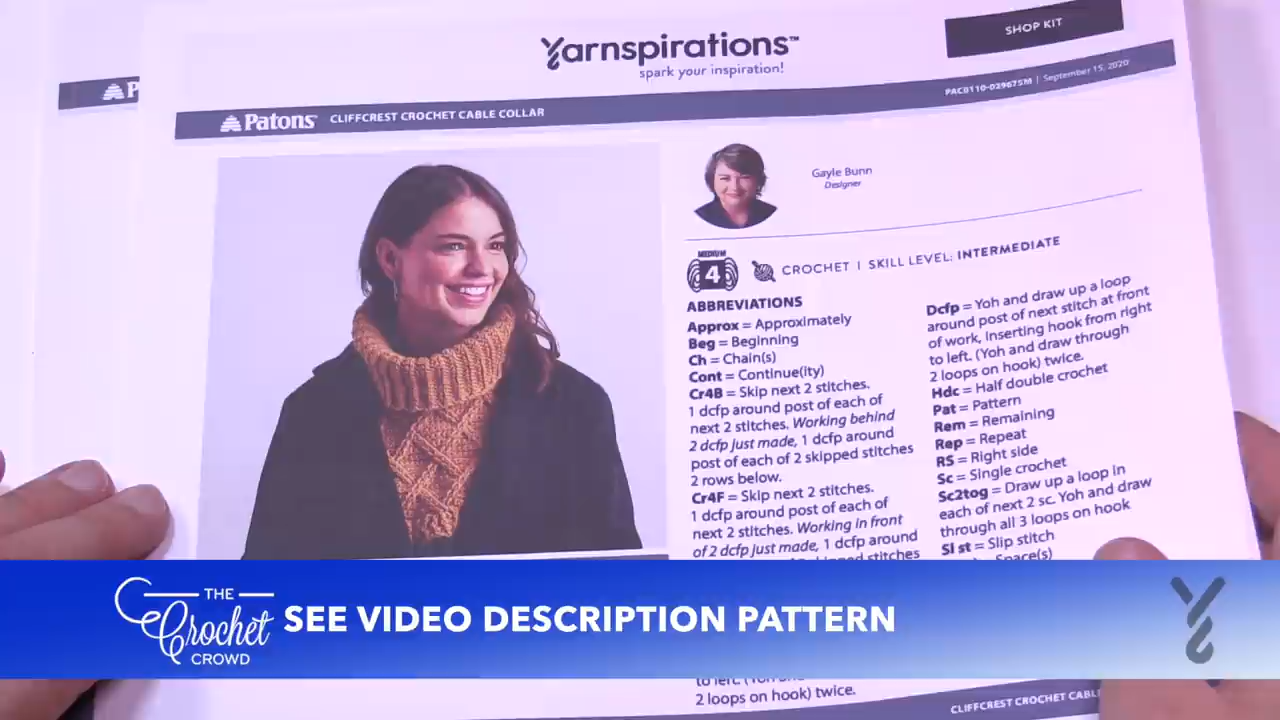 Yarnspirations™
spark your inspiration!
SHOP KIT
PAC0110-029675M | September 15, 2020
P
Patons® CLIFFCREST CROCHET CABLE COLLAR
Gayle Bunn
Designer
MEDIUM
4
CROCHET | SKILL LEVEL: INTERMEDIATE
ABBREVIATIONS
Approx = Approximately
Beg = Beginning
Ch = Chain(s)
Cont = Continue(ity)
Cr4B = Skip next 2 stitches.
1 dcfp around post of each of
next 2 stitches. Working behind
2 dcfp just made, 1 dcfp around
post of each of 2 skipped stitches
2 rows below.
Cr4F = Skip next 2 stitches.
1 dcfp around post of each of
next 2 stitches. Working in front
of 2 dcfp just made, 1 dcfp around
stitches
Dcfp = Yoh and draw up a loop
around post of next stitch at front
of work, inserting hook from right
to left. (Yoh and draw through
2 loops on hook) twice.
Hdc = Half double crochet
Pat = Pattern
Rem = Remaining
Rep = Repeat
RS = Right side
Sc = Single crochet
Sc2tog = Draw up a loop in
each of next 2 sc. Yoh and draw
through all 3 loops on hook
Sl st = Slip stitch
Space(s)
THE
Crochet
CROWD
SEE VIDEO DESCRIPTION PATTERN
to left. (Yoh and
2 loops on hook) twice.
CLIFFCREST CROCHET CABL